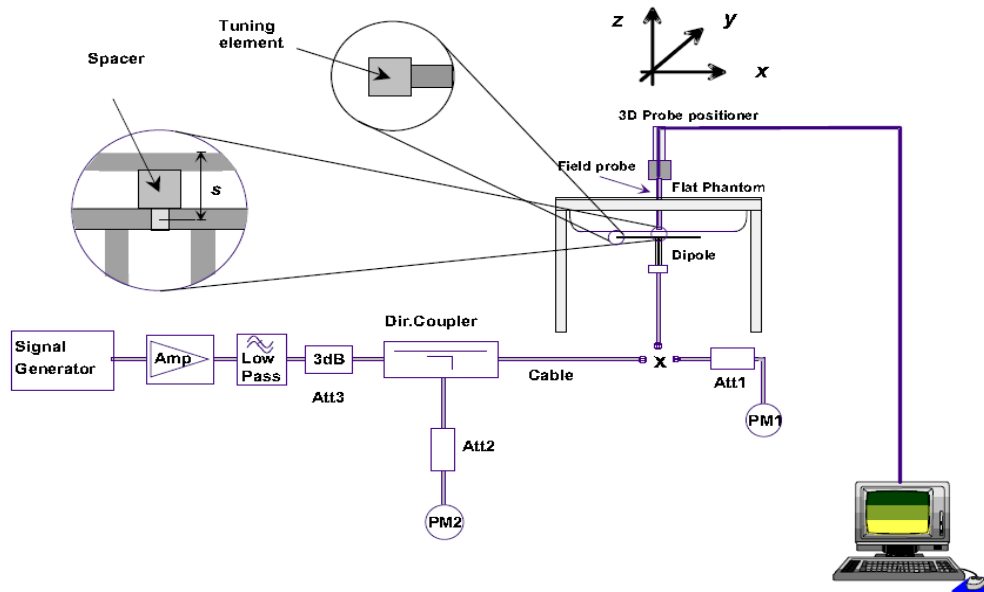 Tuning
element
z
y
x
Spacer
3D Probe positioner
s
Field probe
Flat Phantom
Dipole
Dir.Coupler
Signal
Generator
Amp
Low
Pass
3dB
Att3
Cable
x
Att1
PM1
Att2
PM2